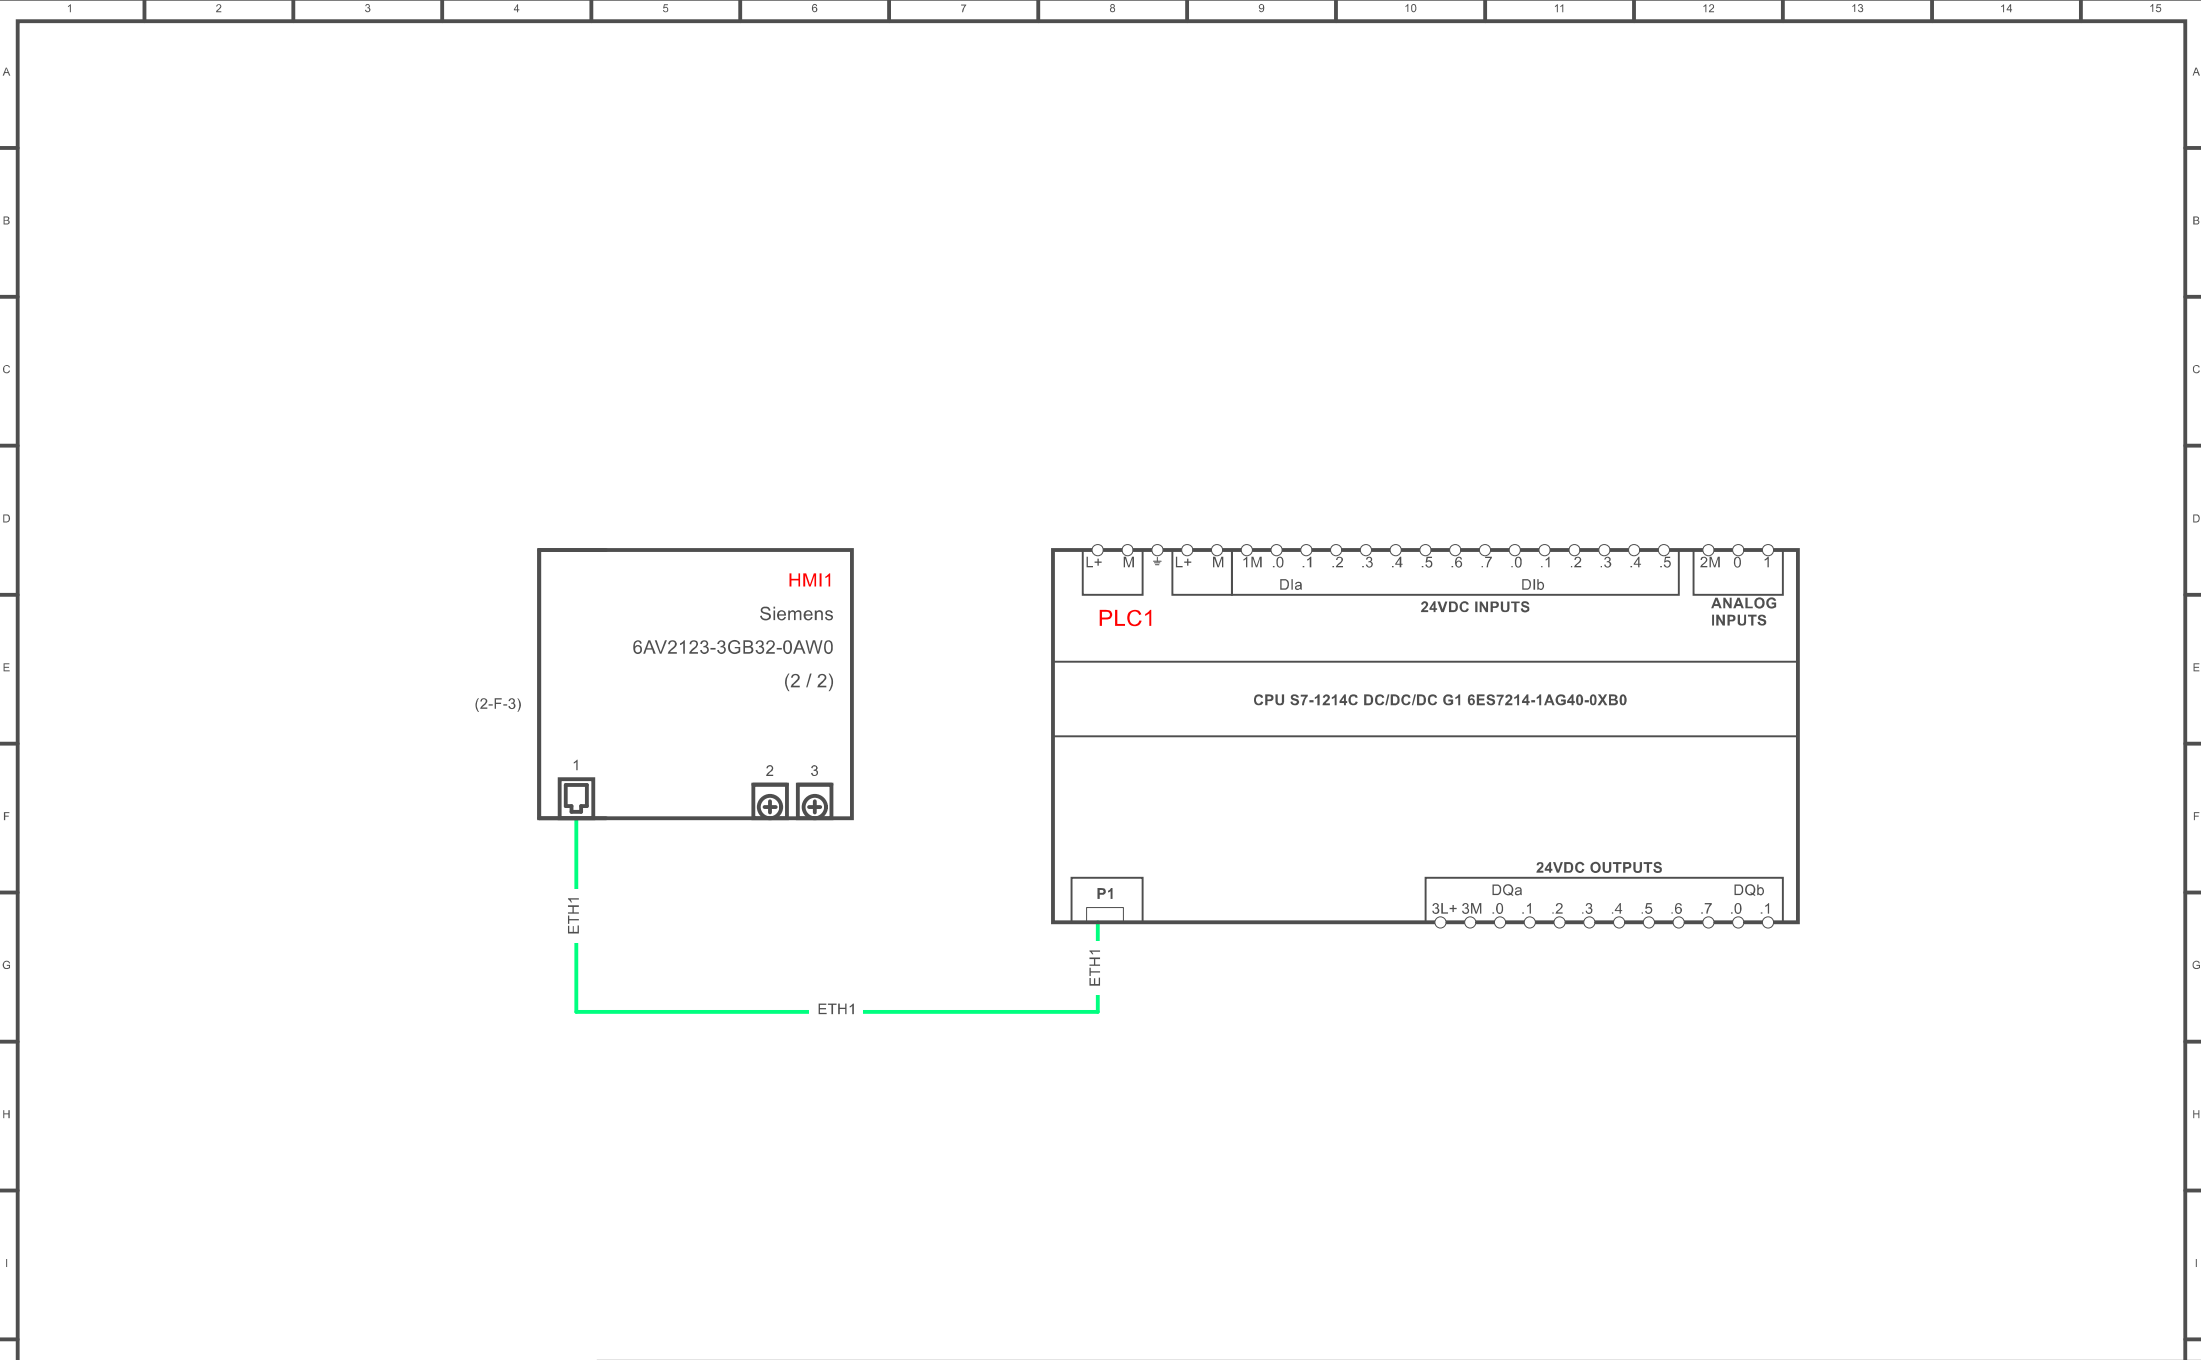 1 2 3 4 5 6 7 8 9 10 11 12 13 14 15
A A
B B
C C
D D
E E
F F
G G
H H
I I
HMI1
Siemens
6AV2123-3GB32-0AW0
(2 / 2)
(2-F-3)
1 2 3
L+ M L+ M 1M .0 .1 .2 .3 .4 .5 .6 .7 .0 .1 .2 .3 .4 .5 2M 0 1
DIa DIb
24VDC INPUTS
ANALOG
INPUTS
PLC1
CPU S7-1214C DC/DC/DC G1 6ES7214-1AG40-0XB0
24VDC OUTPUTS
P1
DQa DQb
3L+ 3M .0 .1 .2 .3 .4 .5 .6 .7 .0 .1
ETH1
ETH1
ETH1